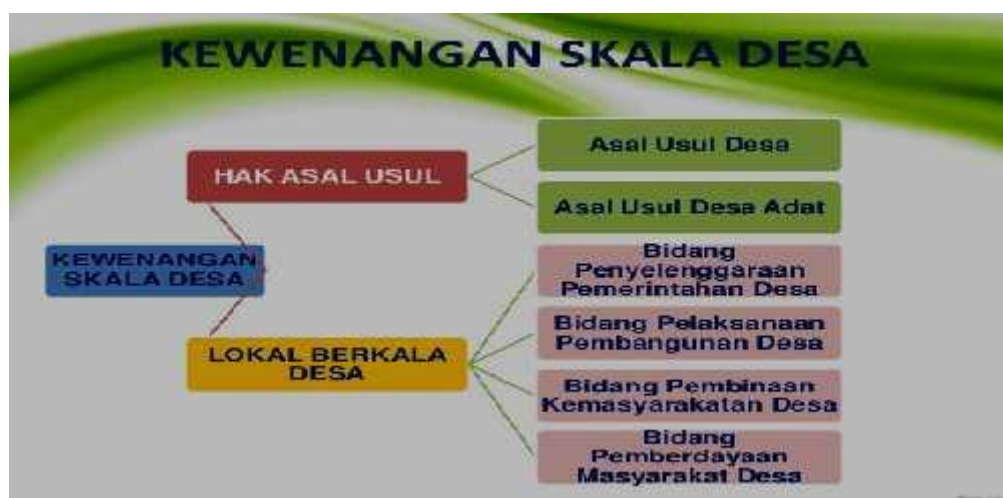 KEWENANGAN SKALA DESA
HAK ASAL USUL
Asal Usul Desa
Asal Usul Desa Adat
KEWENANGAN
SKALA DESA
LOKAL BERKALA
DESA
Bidang
Penyelenggaraan
Pemerintahan Desa
Bidang Pelaksanaan
Pembangunan Desa
Bidang Pembinaan
Kemasyarakatan Desa
Bidang
Pemberdayaan
Masyarakat Desa